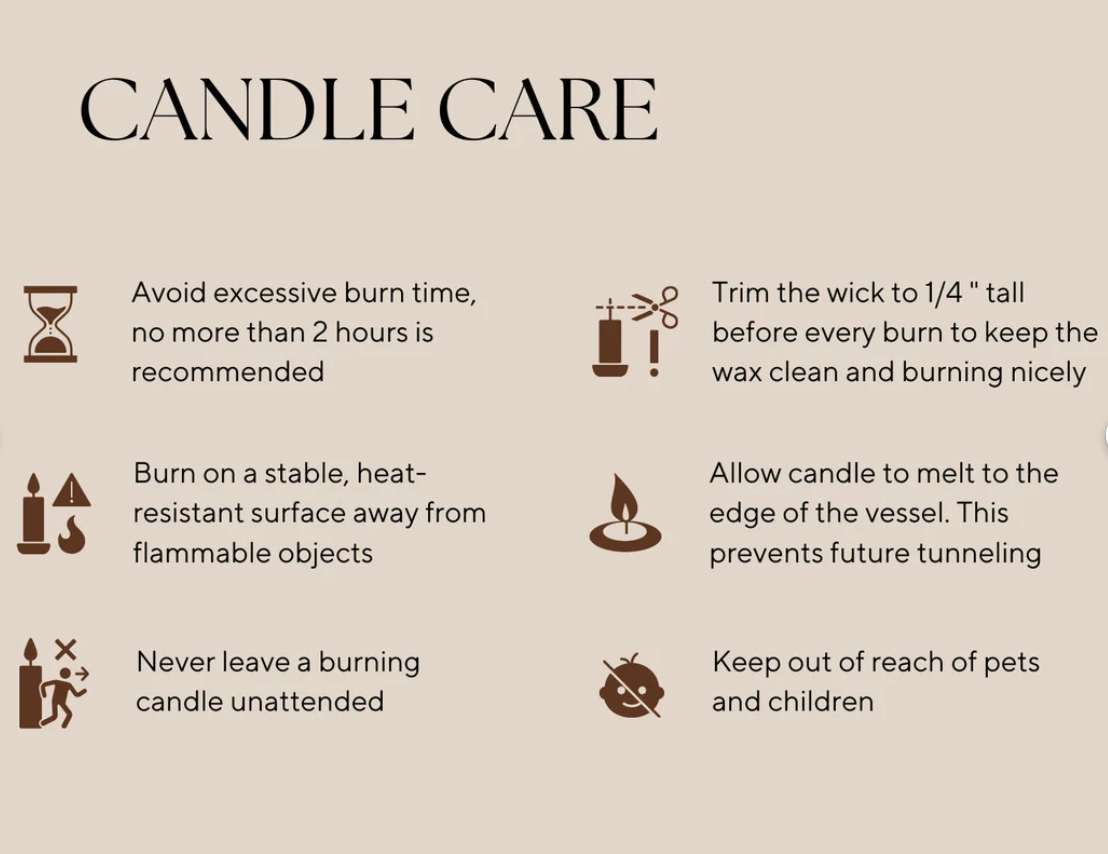 CANDLE CARE
Avoid excessive burn time,
no more than 2 hours is
recommended
Trim the wick to 1/4 " tall
before every burn to keep the
wax clean and burning nicely
Burn on a stable, heat-
resistant surface away from
flammable objects
Allow candle to melt to the
edge of the vessel. This
prevents future tunneling
Never leave a burning
candle unattended
Keep out of reach of pets
and children